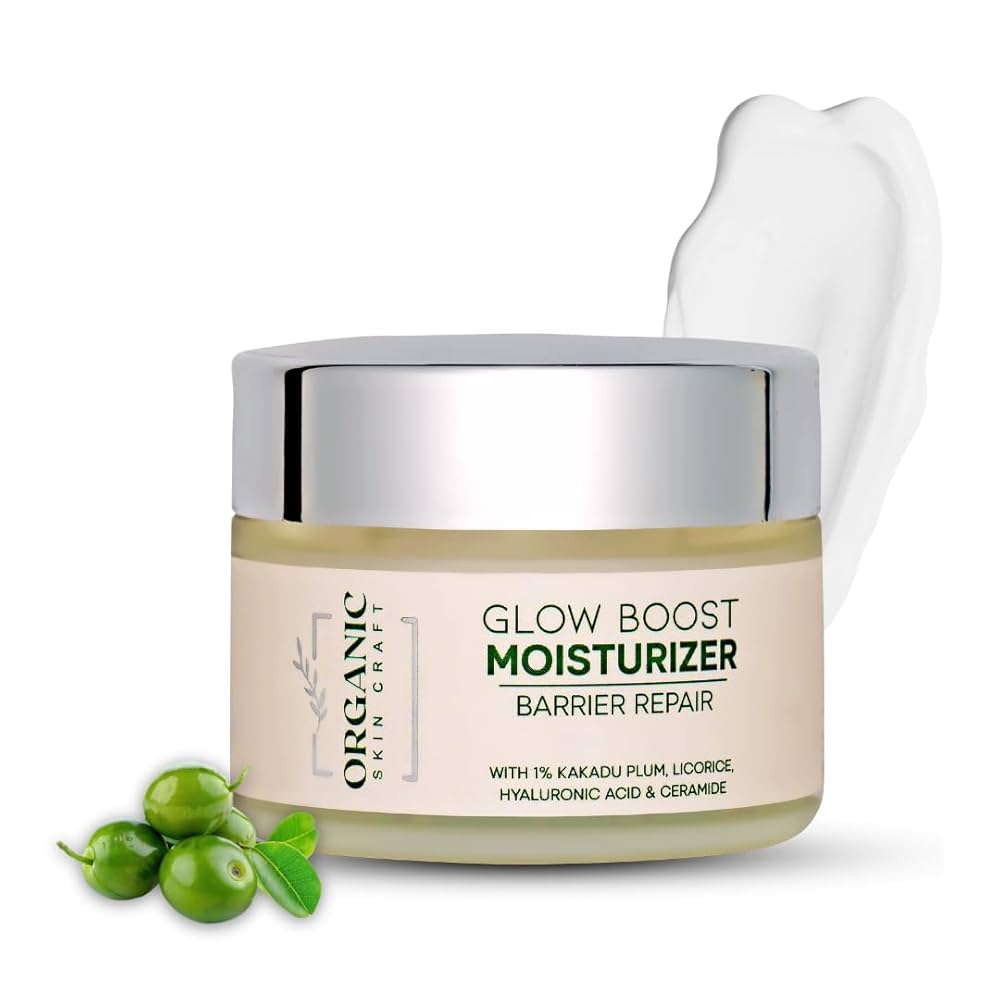 ORGANIC
SKIN CRAFT
GLOW BOOST
MOISTURIZER
BARRIER REPAIR
WITH 1% KAKADU PLUM, LICORICE,
HYALURONIC ACID & CERAMIDE